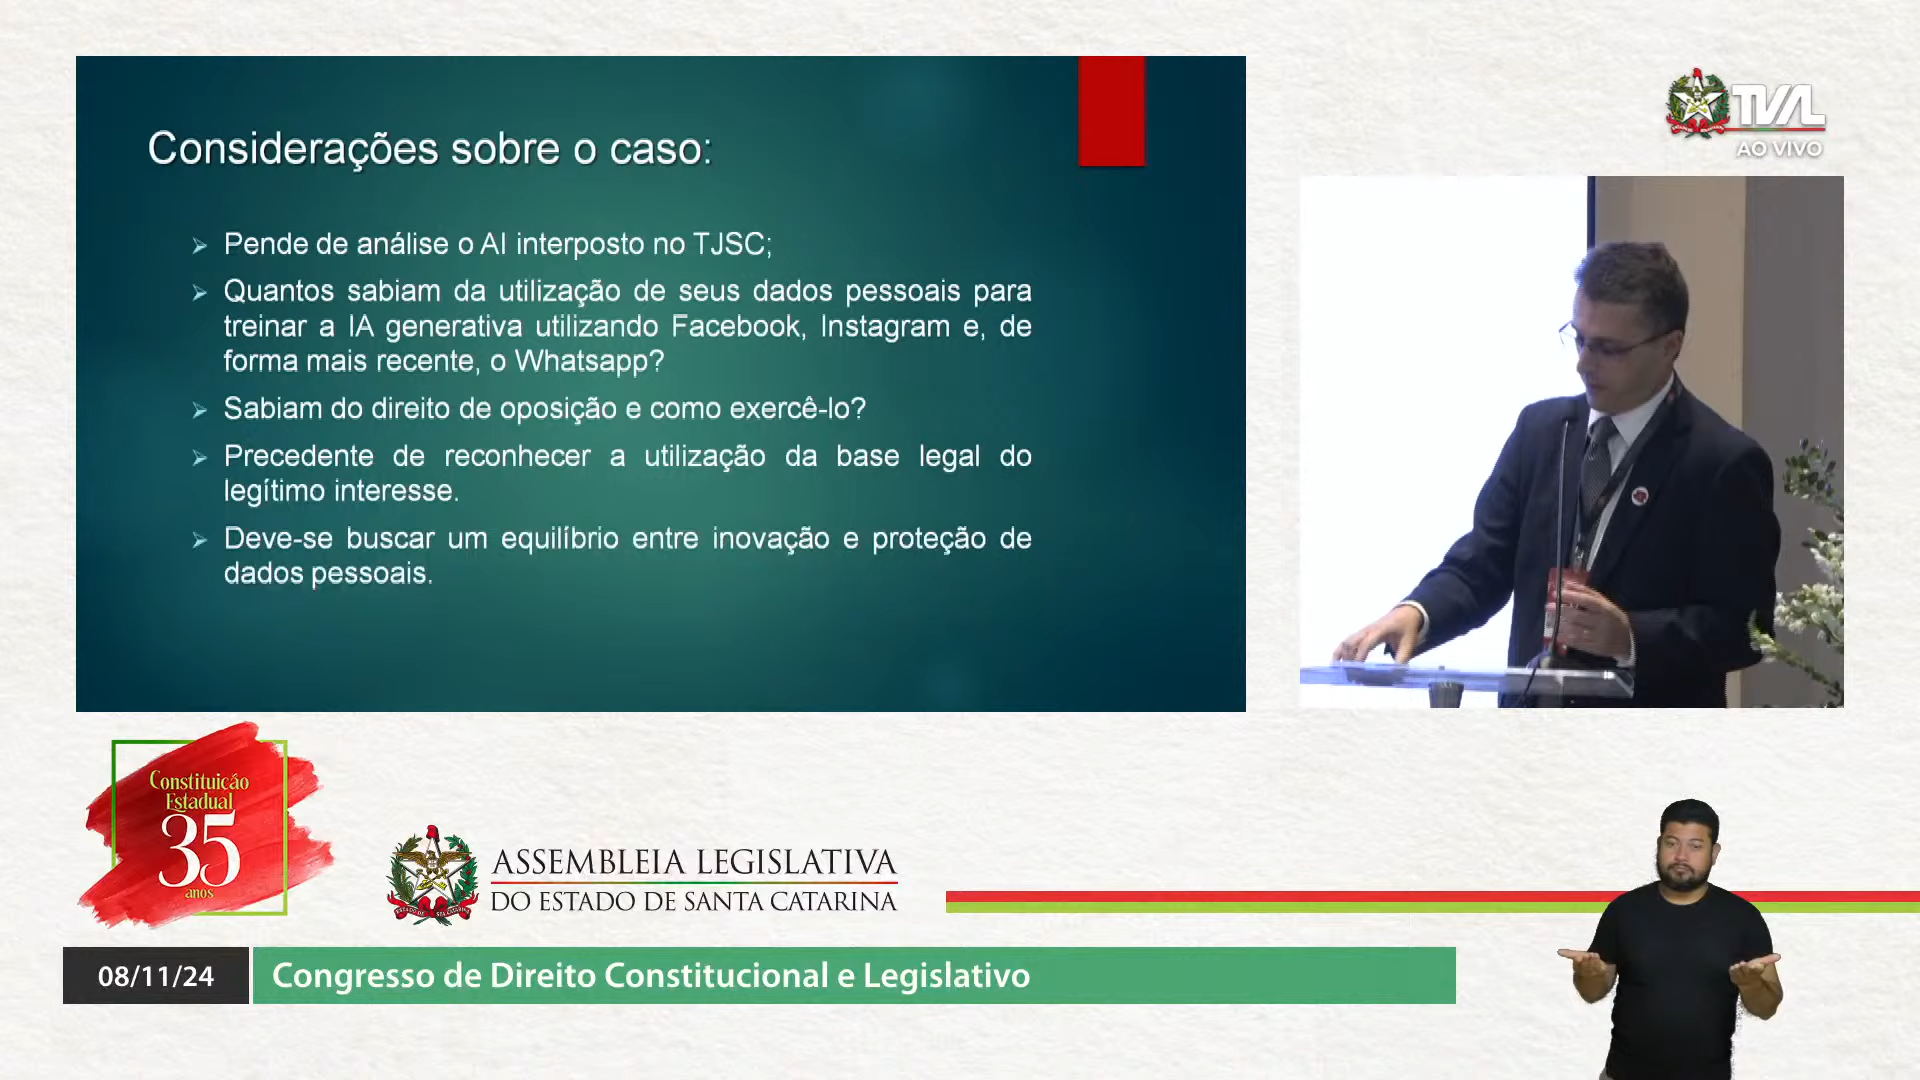 Considerações sobre o caso:
Pende de análise o AI interposto no TJSC;
Quantos sabiam da utilização de seus dados pessoais para
treinar a IA generativa utilizando Facebook, Instagram e, de
forma mais recente, o Whatsapp?
Sabiam do direito de oposição e como exercê-lo?
Precedente de reconhecer a utilização da base legal do
legítimo interesse.
Deve-se buscar um equilíbrio entre inovação e proteção de
dados pessoais.
TVAL
AO VIVO
Constituição
Estadual
35
anos
ASSEMBLEIA LEGISLATIVA
DO ESTADO DE SANTA CATARINA
08/11/24
Congresso de Direito Constitucional e Legislativo